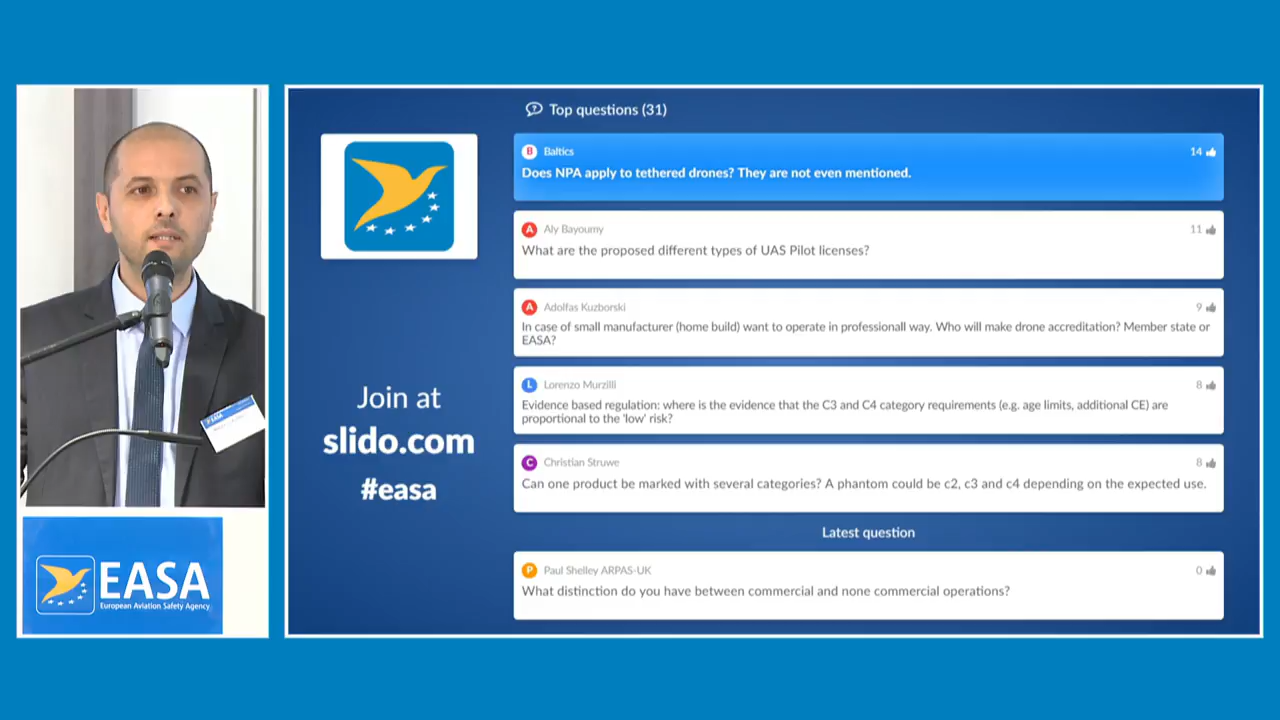 Top questions (31)
B Baltics 14
Does NPA apply to tethered drones? They are not even mentioned.
A Aly Bayoumy 11
What are the proposed different types of UAS Pilot licenses?
A Adolfas Kuzborski 9
In case of small manufacturer (home build) want to operate in professionall way. Who will make drone accreditation? Member state or
EASA?
L Lorenzo Murzilli 8
Evidence based regulation: where is the evidence that the C3 and C4 category requirements (e.g. age limits, additional CE) are
proportional to the 'low' risk?
C Christian Struwe 8
Can one product be marked with several categories? A phantom could be c2, c3 and c4 depending on the expected use.
Latest question
P Paul Shelley ARPAS-UK 0
What distinction do you have between commercial and none commercial operations?
Join at
slido.com
#easa
EASA
European Aviation Safety Agency